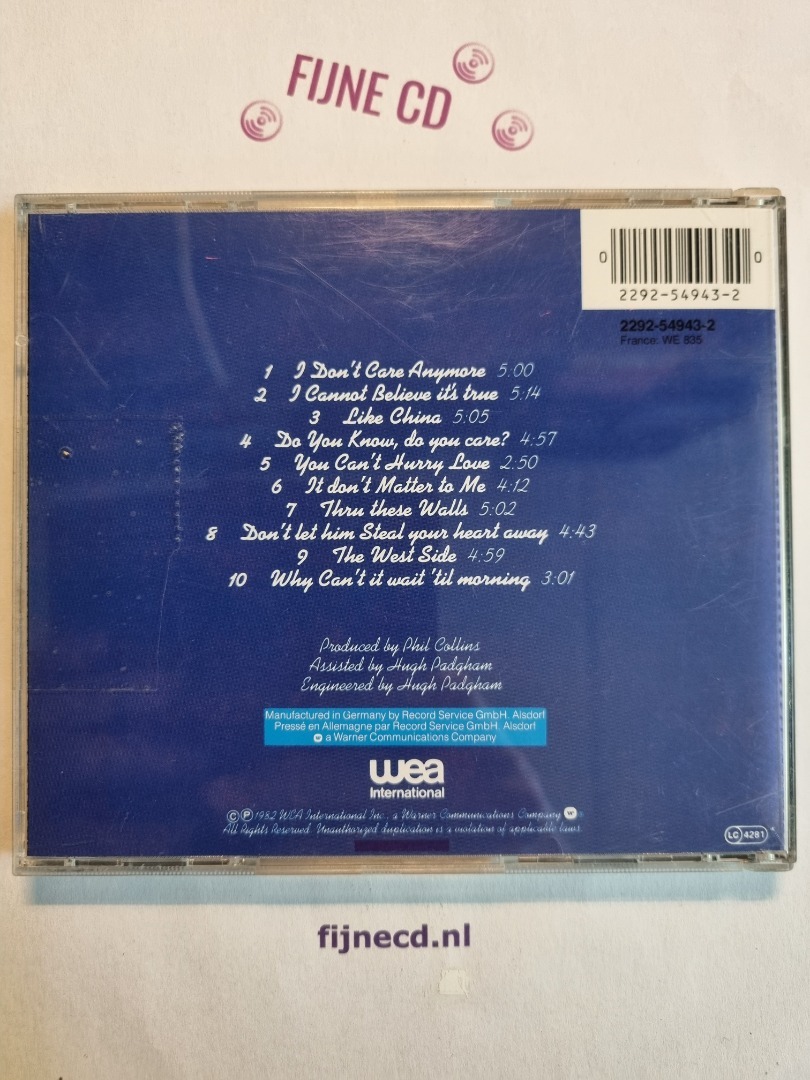 FIJNE CD
0 0
2292-54943-2
2292-54943-2
France: WE 835
1 I Don't Care Anymore 5:00
2 I Cannot Believe it's true 5:14
3 Like China 5:05
4 Do You Know, do you care? 4:57
5 You Can't Hurry Love 2:50
6 It don't Matter to Me 4:12
7 Thru these Walls 5:02
8 Don't let him Steal your heart away 4:43
9 The West Side 4:59
10 Why Can't it wait 'til morning 3:01
Produced by Phil Collins
Assisted by Hugh Padgham
Engineered by Hugh Padgham
Manufactured in Germany by Record Service GmbH. Alsdorf
Pressé en Allemagne par Record Service GmbH. Alsdorf
a Warner Communications Company
wea
International
© ℗ 1982 WEA International Inc., a Warner Communications Company
All Rights Reserved. Unauthorized duplication is a violation of applicable laws.
LC 4281
fijnecd.nl